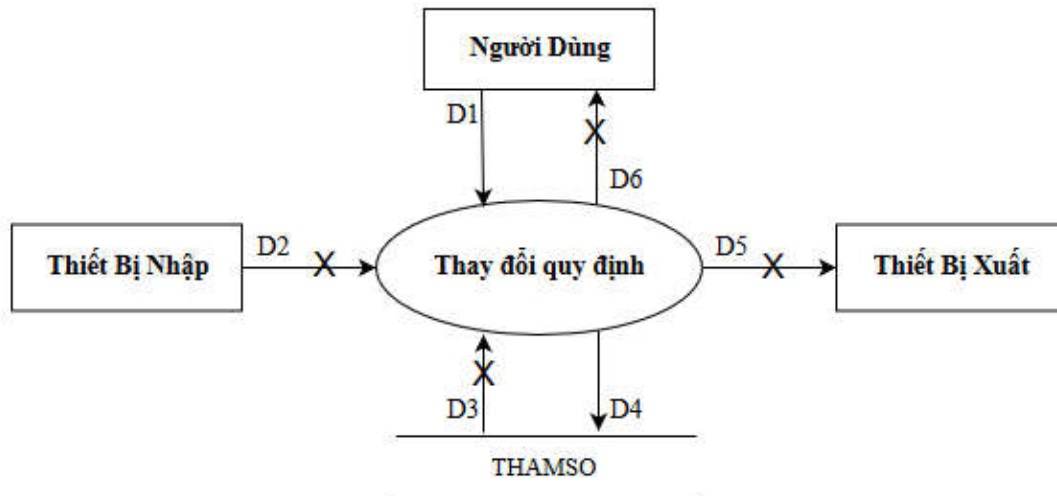 Người Dùng
D1
X
D6
Thiết Bị Nhập
D2
X
Thay đổi quy định
D5
X
Thiết Bị Xuất
X
D3
D4
THAMSO